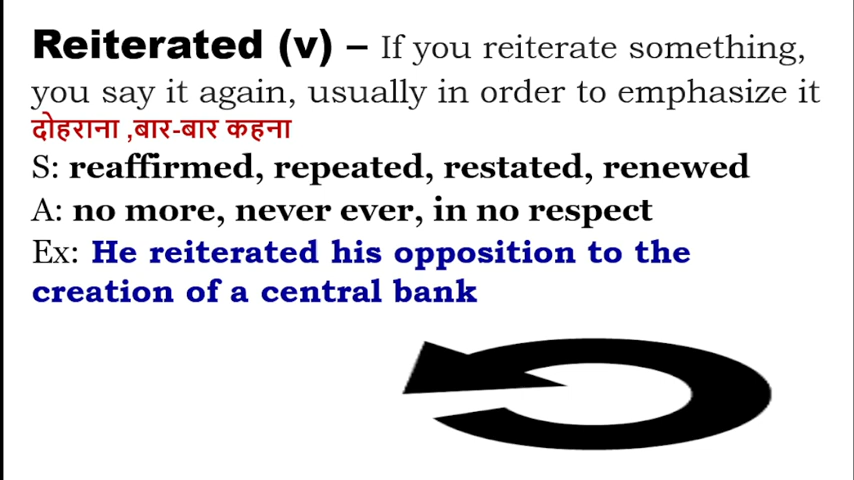 Reiterated (v) – If you reiterate something,
you say it again, usually in order to emphasize it
दोहराना ,बार-बार कहना
S: reaffirmed, repeated, restated, renewed
A: no more, never ever, in no respect
Ex: He reiterated his opposition to the
creation of a central bank